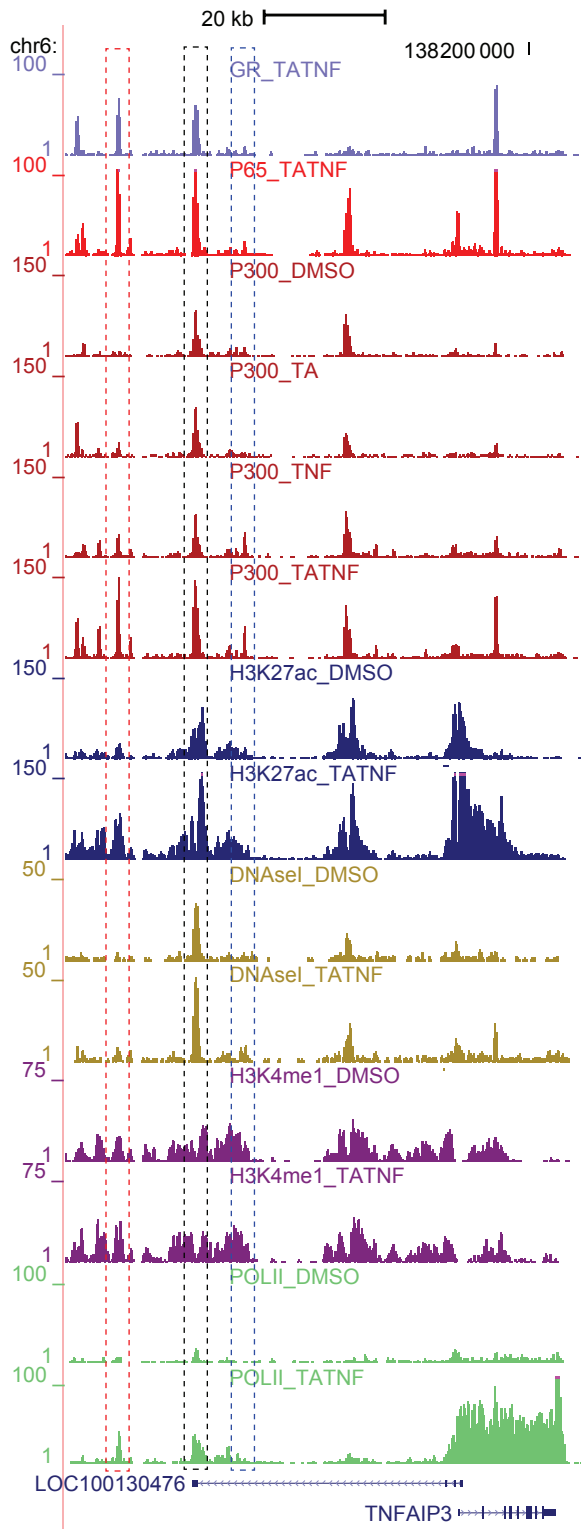 20 kb
chr6: 138200000
100 GR_TATNF
1
100 P65_TATNF
1
150 P300_DMSO
1
150 P300_TA
1
150 P300_TNF
1
150 P300_TATNF
1
150 H3K27ac_DMSO
1
150 H3K27ac_TATNF
1
50 DNAseI_DMSO
1
50 DNAseI_TATNF
1
75 H3K4me1_DMSO
1
75 H3K4me1_TATNF
1
100 POLII_DMSO
1
100 POLII_TATNF
1
LOC100130476
TNFAIP3